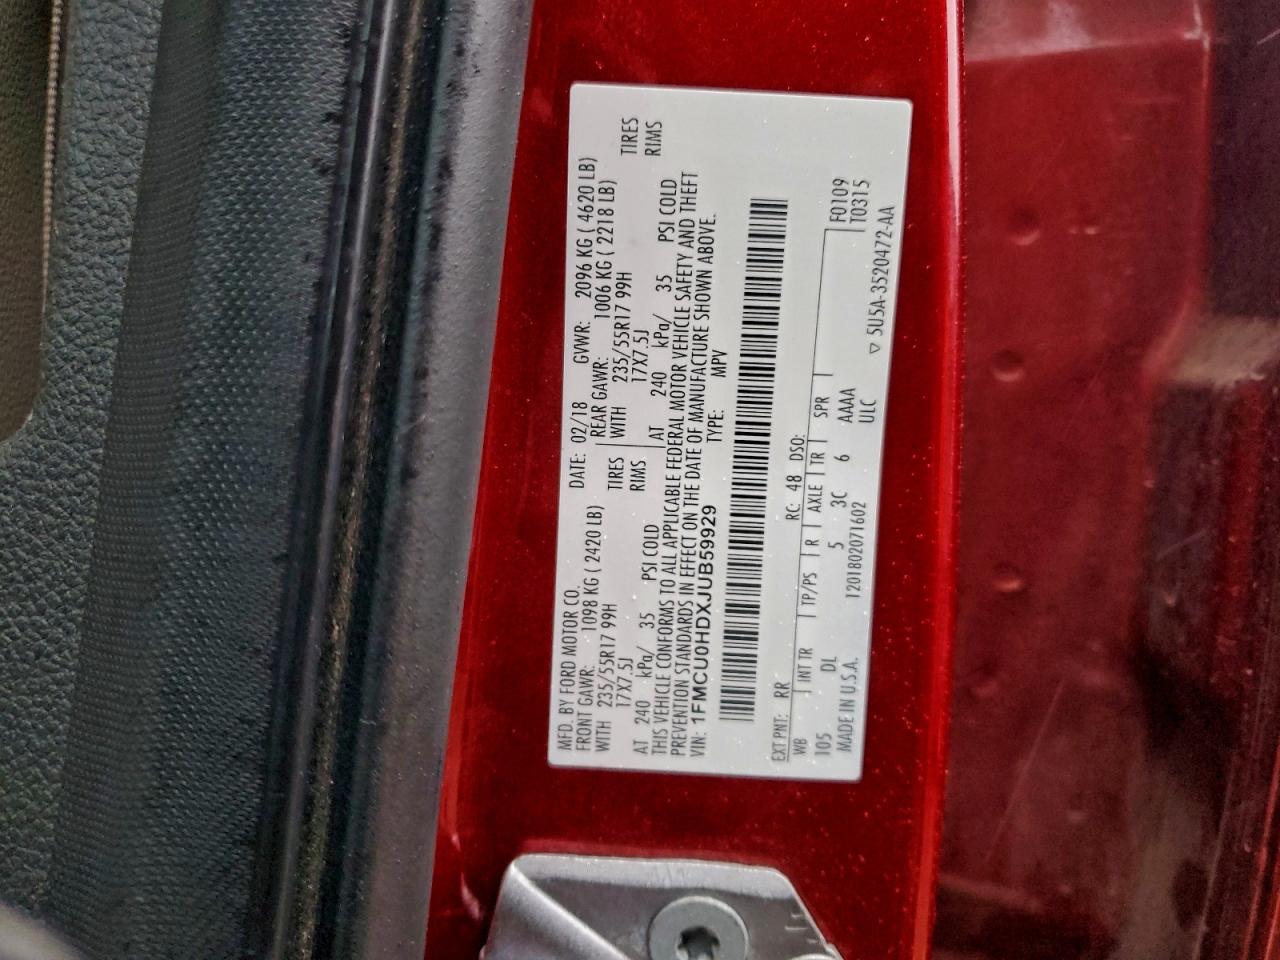 MFD. BY FORD MOTOR CO.
DATE: 02/18 GVWR: 2096 KG ( 4620 LB)
FRONT GAWR: 1098 KG ( 2420 LB) REAR GAWR: 1006 KG ( 2218 LB)
WITH 235/55R17 99H TIRES WITH 235/55R17 99H TIRES
17X7.5J RIMS 17X7.5J RIMS
AT 240 kPa/ 35 PSI COLD AT 240 kPa/ 35 PSI COLD
THIS VEHICLE CONFORMS TO ALL APPLICABLE FEDERAL MOTOR VEHICLE SAFETY AND THEFT
PREVENTION STANDARDS IN EFFECT ON THE DATE OF MANUFACTURE SHOWN ABOVE.
VIN: 1FMCU0HDXJUB59929 TYPE: MPV
EXT PNT: RR RC: 48 DSO: F0109
WB INT TR TP/PS R AXLE TR SPR T0315
105 DL 5 3C 6 AAAA
MADE IN U.S.A. 1201802071602 ULC ▽ 5U5A-3520472-AA